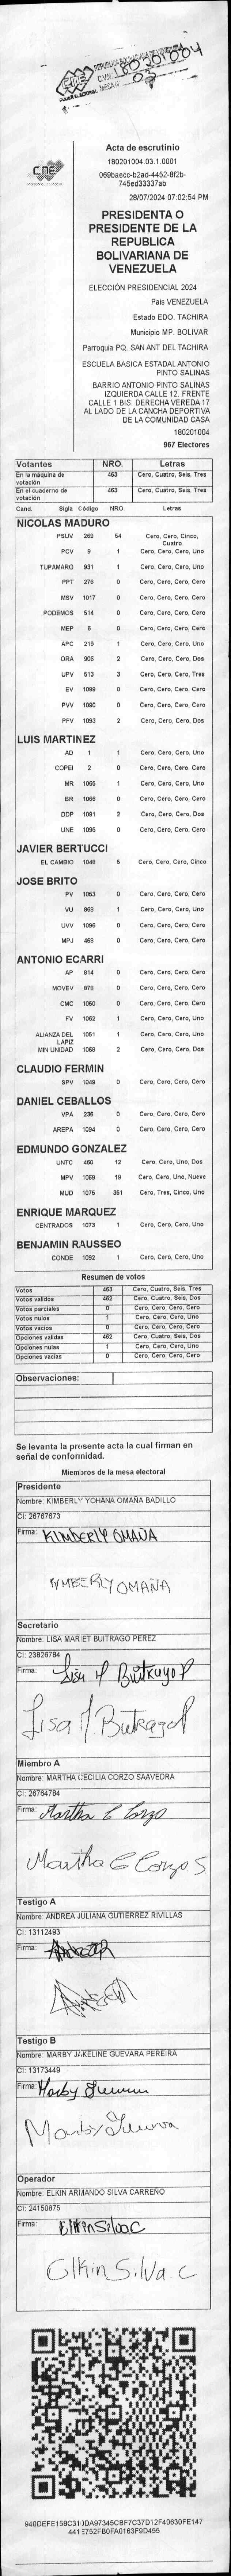 CNE
REPUBLICA BOLIVARIANA DE VENEZUELA
C.V.N° 180201004
PODER ELECTORAL MESA N° 03
CNE
Acta de escrutinio
180201004.03.1.0001
069baecc-b2ad-4452-8f2b-
745ed33337ab
28/07/2024 07:02:54 PM
PRESIDENTA O
PRESIDENTE DE LA
REPUBLICA
BOLIVARIANA DE
VENEZUELA
ELECCIÓN PRESIDENCIAL 2024
Pais VENEZUELA
Estado EDO. TACHIRA
Municipio MP. BOLIVAR
Parroquia PQ. SAN ANT DEL TACHIRA
ESCUELA BASICA ESTADAL ANTONIO
PINTO SALINAS
BARRIO ANTONIO PINTO SALINAS
IZQUIERDA CALLE 12. FRENTE
CALLE 1 BIS. DERECHA VEREDA 17
AL LADO DE LA CANCHA DEPORTIVA
DE LA COMUNIDAD CASA
180201004
967 Electores
Votantes NRO. Letras
En la máquina de votación 463 Cero, Cuatro, Seis, Tres
En el cuaderno de votación 463 Cero, Cuatro, Seis, Tres
Cand. Sigla Código NRO. Letras
NICOLAS MADURO
PSUV 269 54 Cero, Cero, Cinco, Cuatro
PCV 9 1 Cero, Cero, Cero, Uno
TUPAMARO 931 1 Cero, Cero, Cero, Uno
PPT 276 0 Cero, Cero, Cero, Cero
MSV 1017 0 Cero, Cero, Cero, Cero
PODEMOS 514 0 Cero, Cero, Cero, Cero
MEP 6 0 Cero, Cero, Cero, Cero
APC 219 1 Cero, Cero, Cero, Uno
ORA 906 2 Cero, Cero, Cero, Dos
UPV 513 3 Cero, Cero, Cero, Tres
EV 1089 0 Cero, Cero, Cero, Cero
PVV 1090 0 Cero, Cero, Cero, Cero
PFV 1093 2 Cero, Cero, Cero, Dos
LUIS MARTINEZ
AD 1 1 Cero, Cero, Cero, Uno
COPEI 2 0 Cero, Cero, Cero, Cero
MR 1065 1 Cero, Cero, Cero, Uno
BR 1066 0 Cero, Cero, Cero, Cero
DDP 1091 2 Cero, Cero, Cero, Dos
UNE 1095 0 Cero, Cero, Cero, Cero
JAVIER BERTUCCI
EL CAMBIO 1048 5 Cero, Cero, Cero, Cinco
JOSE BRITO
PV 1053 0 Cero, Cero, Cero, Cero
VU 869 1 Cero, Cero, Cero, Uno
UVV 1096 0 Cero, Cero, Cero, Cero
MPJ 459 0 Cero, Cero, Cero, Cero
ANTONIO ECARRI
AP 814 0 Cero, Cero, Cero, Cero
MOVEV 879 0 Cero, Cero, Cero, Cero
CMC 1050 0 Cero, Cero, Cero, Cero
FV 1062 1 Cero, Cero, Cero, Uno
ALIANZA DEL LAPIZ 1051 1 Cero, Cero, Cero, Uno
MIN UNIDAD 1069 2 Cero, Cero, Cero, Dos
CLAUDIO FERMIN
SPV 1049 0 Cero, Cero, Cero, Cero
DANIEL CEBALLOS
VPA 236 0 Cero, Cero, Cero, Cero
AREPA 1094 0 Cero, Cero, Cero, Cero
EDMUNDO GONZALEZ
UNTC 460 12 Cero, Cero, Uno, Dos
MPV 1069 19 Cero, Cero, Uno, Nueve
MUD 1075 351 Cero, Tres, Cinco, Uno
ENRIQUE MARQUEZ
CENTRADOS 1073 1 Cero, Cero, Cero, Uno
BENJAMIN RAUSSEO
CONDE 1092 1 Cero, Cero, Cero, Uno
Resumen de votos
Votos 463 Cero, Cuatro, Seis, Tres
Votos validos 462 Cero, Cuatro, Seis, Dos
Votos parciales 0 Cero, Cero, Cero, Cero
Votos nulos 1 Cero, Cero, Cero, Uno
Votos vacios 0 Cero, Cero, Cero, Cero
Opciones validas 462 Cero, Cuatro, Seis, Dos
Opciones nulas 1 Cero, Cero, Cero, Uno
Opciones vacias 0 Cero, Cero, Cero, Cero
Observaciones:
Se levanta la presente acta la cual firman en
señal de conformidad.
Miembros de la mesa electoral
Presidente
Nombre: KIMBERLY YOHANA OMAÑA BADILLO
CI: 26767673
Firma: KIMBERLY OMAÑA
KIMBERLY OMAÑA
Secretario
Nombre: LISA MARIET BUITRAGO PEREZ
CI: 23826784
Firma: Lisa M Buitrago P
Lisa M Buitrago P
Miembro A
Nombre: MARTHA CECILIA CORZO SAAVEDRA
CI: 26764784
Firma: Martha C Corzo
Martha C Corzo S
Testigo A
Nombre: ANDREA JULIANA GUTIERREZ RIVILLAS
CI: 13112493
Firma:
Testigo B
Nombre: MARBY JAKELINE GUEVARA PEREIRA
CI: 13173449
Firma: Marby Guevara
Marby Guevara
Operador
Nombre: ELKIN ARMANDO SILVA CARREÑO
CI: 24150875
Firma: Elkin Silva C
Elkin Silva. C
940DEFE158C310DA97345CBF7C37D12F40630FE147
441E752FB0FA0163F9D455